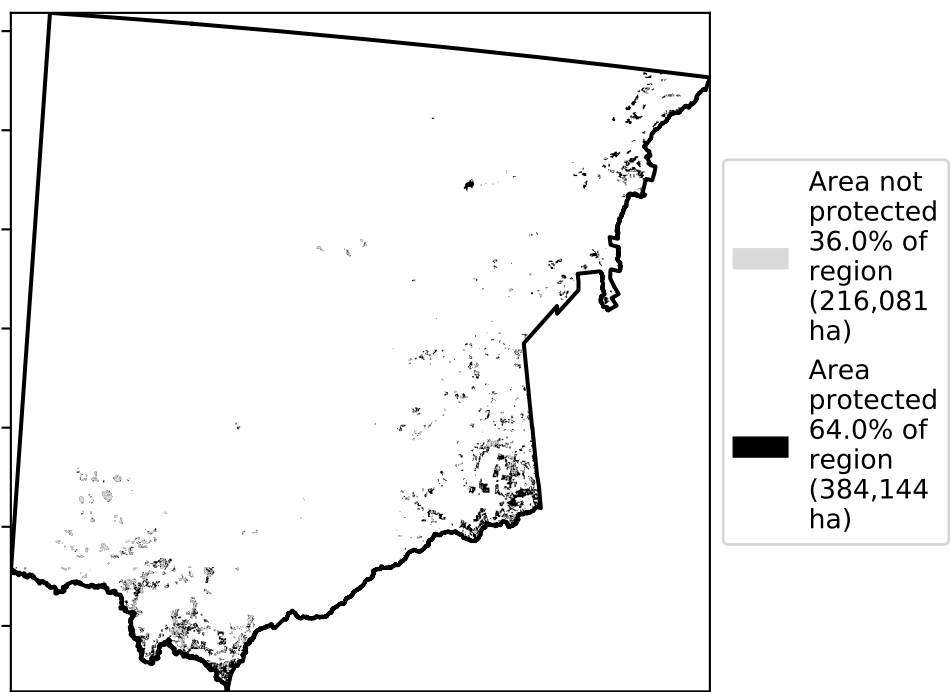 Area not
protected
36.0% of
region
(216,081
ha)
Area
protected
64.0% of
region
(384,144
ha)